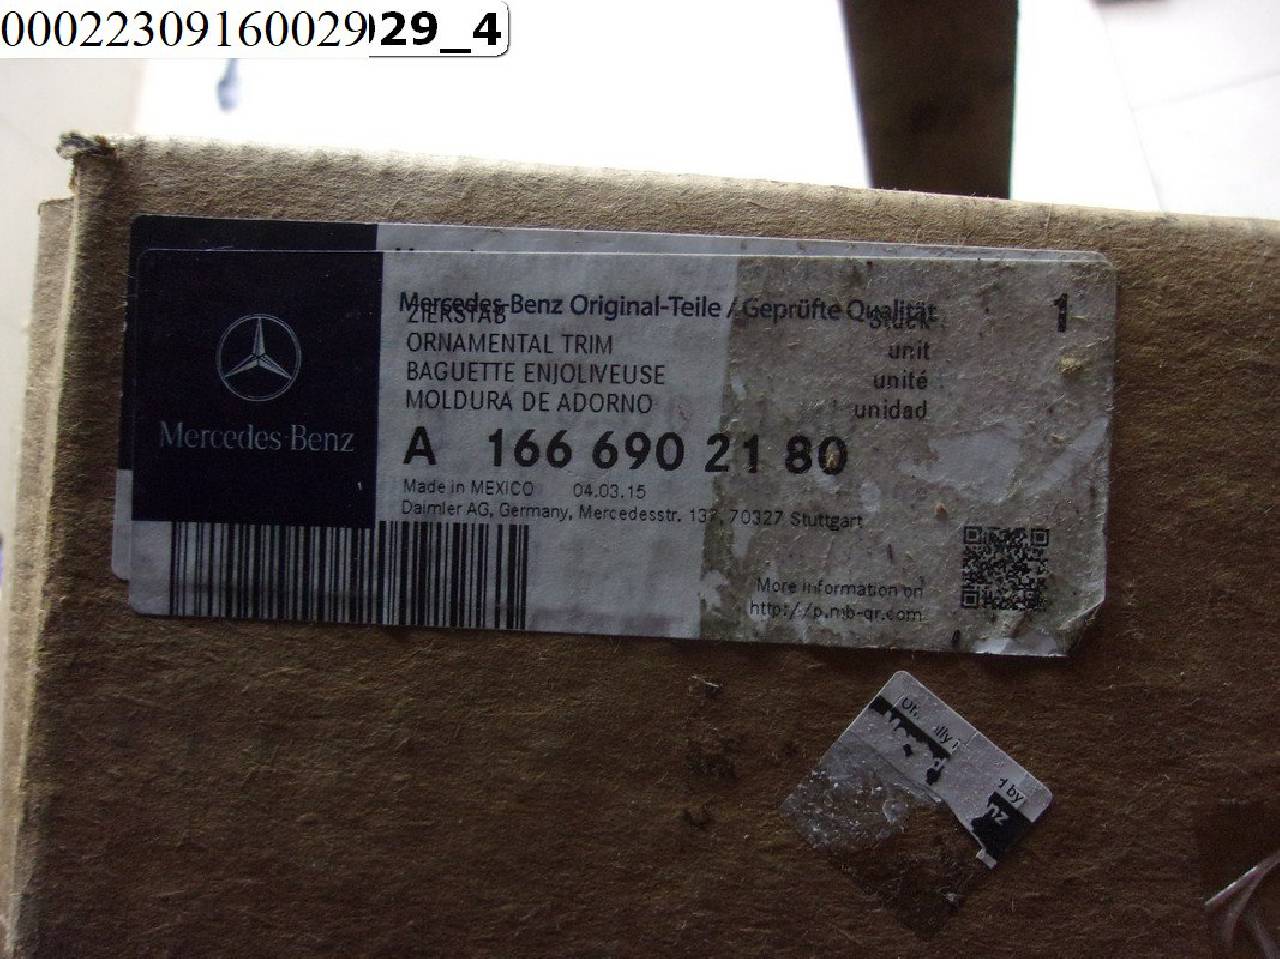 00022309160029029_4
Mercedes-Benz Original-Teile / Geprüfte Qualität
ZIERSTAB Stück 1
ORNAMENTAL TRIM unit
BAGUETTE ENJOLIVEUSE unité
MOLDURA DE ADORNO unidad
Mercedes-Benz
A 166 690 21 80
Made in MEXICO 04.03.15
Daimler AG, Germany, Mercedesstr. 137, 70327 Stuttgart
More information on
http://p.mb-qr.com
by